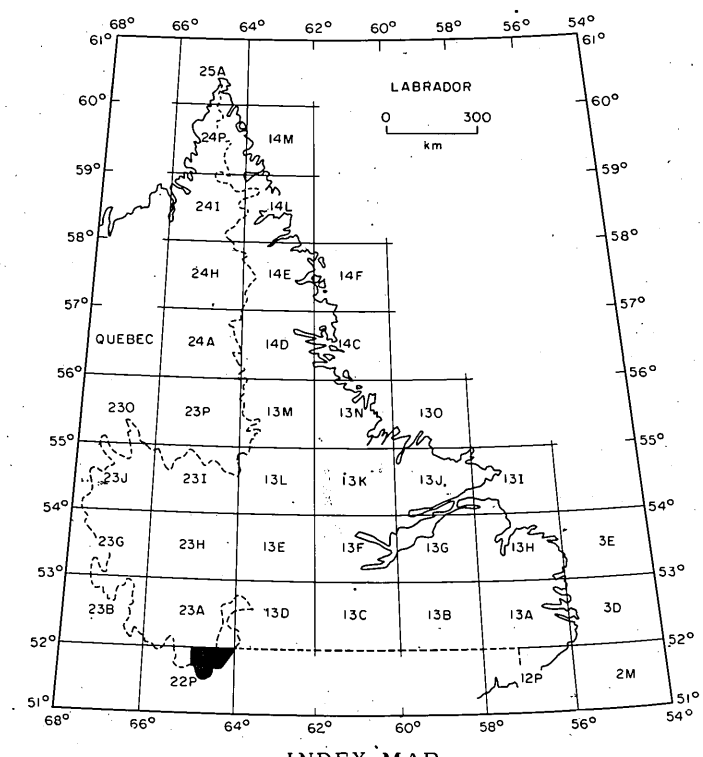 68° 66° 64° 62° 60° 58° 56° 54°
61° 61°
25A
LABRADOR
60° 0 300 60°
km
24P 14M
59° 59°
24I 14L
58° 58°
24H 14E 14F
57° 57°
QUEBEC 24A 14D 14C
56° 56°
23O 23P 13M 13N 13O
55° 55°
23J 23I 13L 13K 13J 13I
54° 54°
23G 23H 13E 13F 13G 13H 3E
53° 53°
23B 23A 13D 13C 13B 13A 3D
52° 52°
22P 12P 2M
51° 51°
68° 66° 64° 62° 60° 58° 56° 54°
INDEX MAP